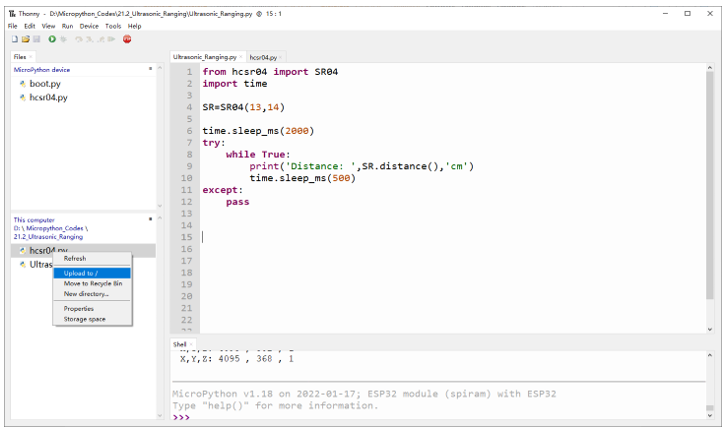 Thonny - D:\Micropython_Codes\21.2_Ultrasonic_Ranging\Ultrasonic_Ranging.py @ 15 : 1
File Edit View Run Device Tools Help
Files ×
MicroPython device
boot.py
hcsr04.py
This computer
D: \ Micropython_Codes \
21.2_Ultrasonic_Ranging
hcsr04.py
Ultras
Refresh
Upload to /
Move to Recycle Bin
New directory...
Properties
Storage space
Ultrasonic_Ranging.py × hcsr04.py ×
1 from hcsr04 import SR04
2 import time
3
4 SR=SR04(13,14)
5
6 time.sleep_ms(2000)
7 try:
8 while True:
9 print('Distance: ',SR.distance(),'cm')
10 time.sleep_ms(500)
11 except:
12 pass
13
14
15
16
17
18
19
20
21
22
Shell ×
X,Y,Z: 4095 , 368 , 1
MicroPython v1.18 on 2022-01-17; ESP32 module (spiram) with ESP32
Type "help()" for more information.
>>>